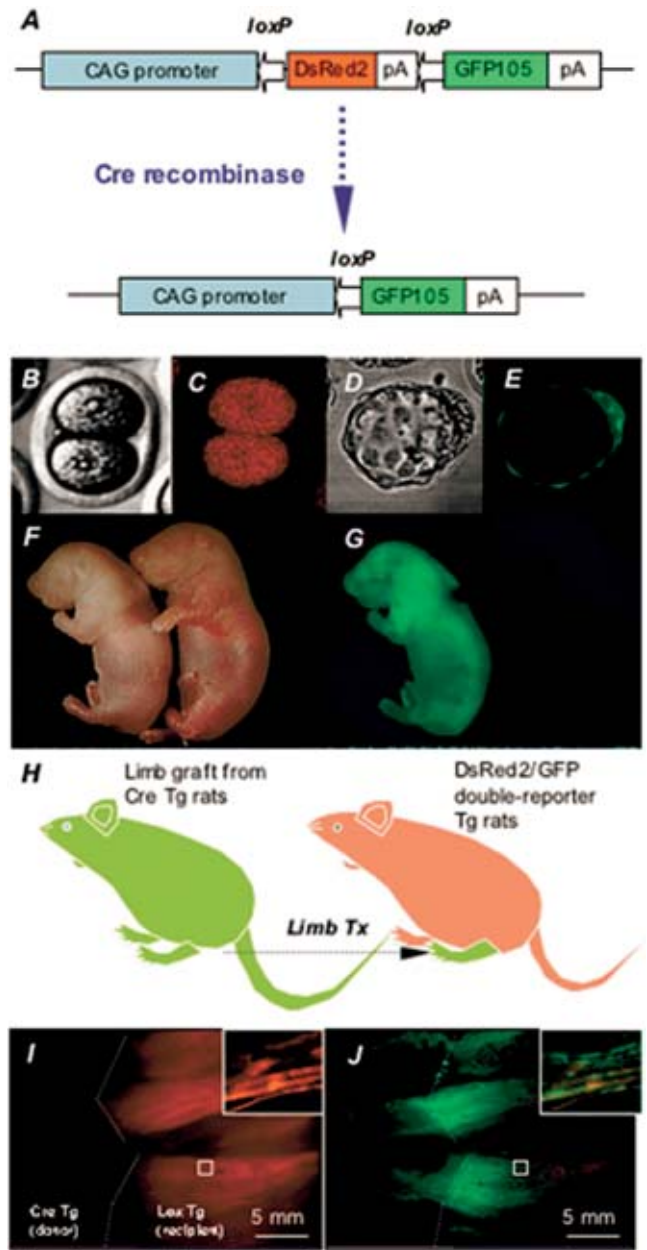 A
loxP loxP
CAG promoter DsRed2 pA GFP105 pA
Cre recombinase
loxP
CAG promoter GFP105 pA
B C D E
F G
H
Limb graft from
Cre Tg rats
DsRed2/GFP
double-reporter
Tg rats
Limb Tx
I J
Cre Tg
(donor)
Lox Tg
(recipient)
5 mm 5 mm